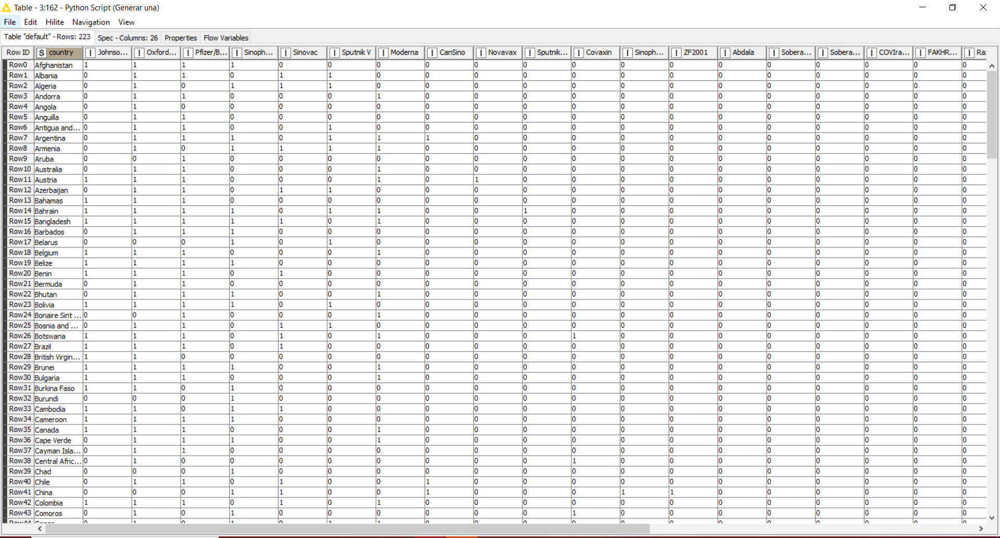 Table - 3:162 - Python Script (Generar una)
File Edit Hilite Navigation View
Table "default" - Rows: 223 Spec - Columns: 26 Properties Flow Variables
Row ID S country I Johnso... I Oxford... I Pfizer/B... I Sinoph... I Sinovac I Sputnik V I Moderna I CanSino I Novavax I Sputnik... I Covaxin I Sinoph... I ZF2001 I Abdala I Sobera... I Sobera... I COVIra... I FAKHR... I Ra
Row0 Afghanistan 1 1 1 1 0 0 0 0 0 0 0 0 0 0 0 0 0 0 0
Row1 Albania 0 1 1 0 1 1 0 0 0 0 0 0 0 0 0 0 0 0 0
Row2 Algeria 0 1 0 1 1 1 0 0 0 0 0 0 0 0 0 0 0 0 0
Row3 Andorra 0 1 1 0 0 0 1 0 0 0 0 0 0 0 0 0 0 0 0
Row4 Angola 0 1 0 0 0 0 0 0 0 0 0 0 0 0 0 0 0 0 0
Row5 Anguilla 0 1 1 0 0 0 0 0 0 0 0 0 0 0 0 0 0 0 0
Row6 Antigua and... 0 1 1 0 0 1 0 0 0 0 0 0 0 0 0 0 0 0 0
Row7 Argentina 0 1 1 1 0 1 1 1 0 0 0 0 0 0 0 0 0 0 0
Row8 Armenia 0 1 0 1 1 1 1 0 0 0 0 0 0 0 0 0 0 0 0
Row9 Aruba 0 0 1 0 0 0 0 0 0 0 0 0 0 0 0 0 0 0 0
Row10 Australia 0 1 1 0 0 0 1 0 0 0 0 0 0 0 0 0 0 0 0
Row11 Austria 1 1 1 0 0 0 1 0 1 0 0 0 0 0 0 0 0 0 0
Row12 Azerbaijan 0 1 1 0 1 1 0 0 0 0 0 0 0 0 0 0 0 0 0
Row13 Bahamas 1 1 1 0 0 0 0 0 0 0 0 0 0 0 0 0 0 0 0
Row14 Bahrain 1 1 1 1 0 1 1 0 0 1 0 0 0 0 0 0 0 0 0
Row15 Bangladesh 1 1 1 1 1 0 1 0 0 0 0 0 0 0 0 0 0 0 0
Row16 Barbados 0 1 1 1 0 0 0 0 0 0 0 0 0 0 0 0 0 0 0
Row17 Belarus 0 0 0 1 0 1 0 0 0 0 0 0 0 0 0 0 0 0 0
Row18 Belgium 1 1 1 0 0 0 1 0 0 0 0 0 0 0 0 0 0 0 0
Row19 Belize 1 1 1 1 0 0 0 0 0 0 0 0 0 0 0 0 0 0 0
Row20 Benin 1 1 1 0 1 0 0 0 0 0 0 0 0 0 0 0 0 0 0
Row21 Bermuda 0 1 1 0 0 0 0 0 0 0 0 0 0 0 0 0 0 0 0
Row22 Bhutan 0 1 1 1 0 0 1 0 0 0 0 0 0 0 0 0 0 0 0
Row23 Bolivia 1 1 1 1 0 1 0 0 0 0 0 0 0 0 0 0 0 0 0
Row24 Bonaire Sint ... 0 0 1 0 0 0 1 0 0 0 0 0 0 0 0 0 0 0 0
Row25 Bosnia and ... 0 1 1 0 1 1 0 0 0 0 0 0 0 0 0 0 0 0 0
Row26 Botswana 1 1 1 0 1 0 1 0 0 0 1 0 0 0 0 0 0 0 0
Row27 Brazil 1 1 1 0 1 0 0 0 0 0 0 0 0 0 0 0 0 0 0
Row28 British Virgin... 1 1 0 0 0 0 0 0 0 0 0 0 0 0 0 0 0 0 0
Row29 Brunei 1 1 1 1 0 0 1 0 0 0 0 0 0 0 0 0 0 0 0
Row30 Bulgaria 1 1 1 0 0 0 1 0 0 0 0 0 0 0 0 0 0 0 0
Row31 Burkina Faso 1 1 0 1 0 0 0 0 0 0 0 0 0 0 0 0 0 0 0
Row32 Burundi 0 0 0 1 0 0 0 0 0 0 0 0 0 0 0 0 0 0 0
Row33 Cambodia 1 1 0 1 1 0 0 0 0 0 0 0 0 0 0 0 0 0 0
Row34 Cameroon 1 1 1 1 0 0 0 0 0 0 0 0 0 0 0 0 0 0 0
Row35 Canada 1 1 1 0 0 0 1 0 0 0 0 0 0 0 0 0 0 0 0
Row36 Cape Verde 0 1 1 1 0 0 1 0 0 0 0 0 0 0 0 0 0 0 0
Row37 Cayman Isla... 0 1 1 0 0 0 0 0 0 0 0 0 0 0 0 0 0 0 0
Row38 Central Afric... 0 1 0 0 0 0 0 0 0 0 1 0 0 0 0 0 0 0 0
Row39 Chad 0 0 0 1 0 0 0 0 0 0 0 0 0 0 0 0 0 0 0
Row40 Chile 0 1 1 0 1 0 0 1 0 0 0 0 0 0 0 0 0 0 0
Row41 China 0 0 0 1 1 0 0 1 0 0 0 1 1 0 0 0 0 0 0
Row42 Colombia 1 1 1 0 1 0 1 0 0 0 0 0 0 0 0 0 0 0 0
Row43 Comoros 0 1 0 1 0 0 0 0 0 0 1 0 0 0 0 0 0 0 0